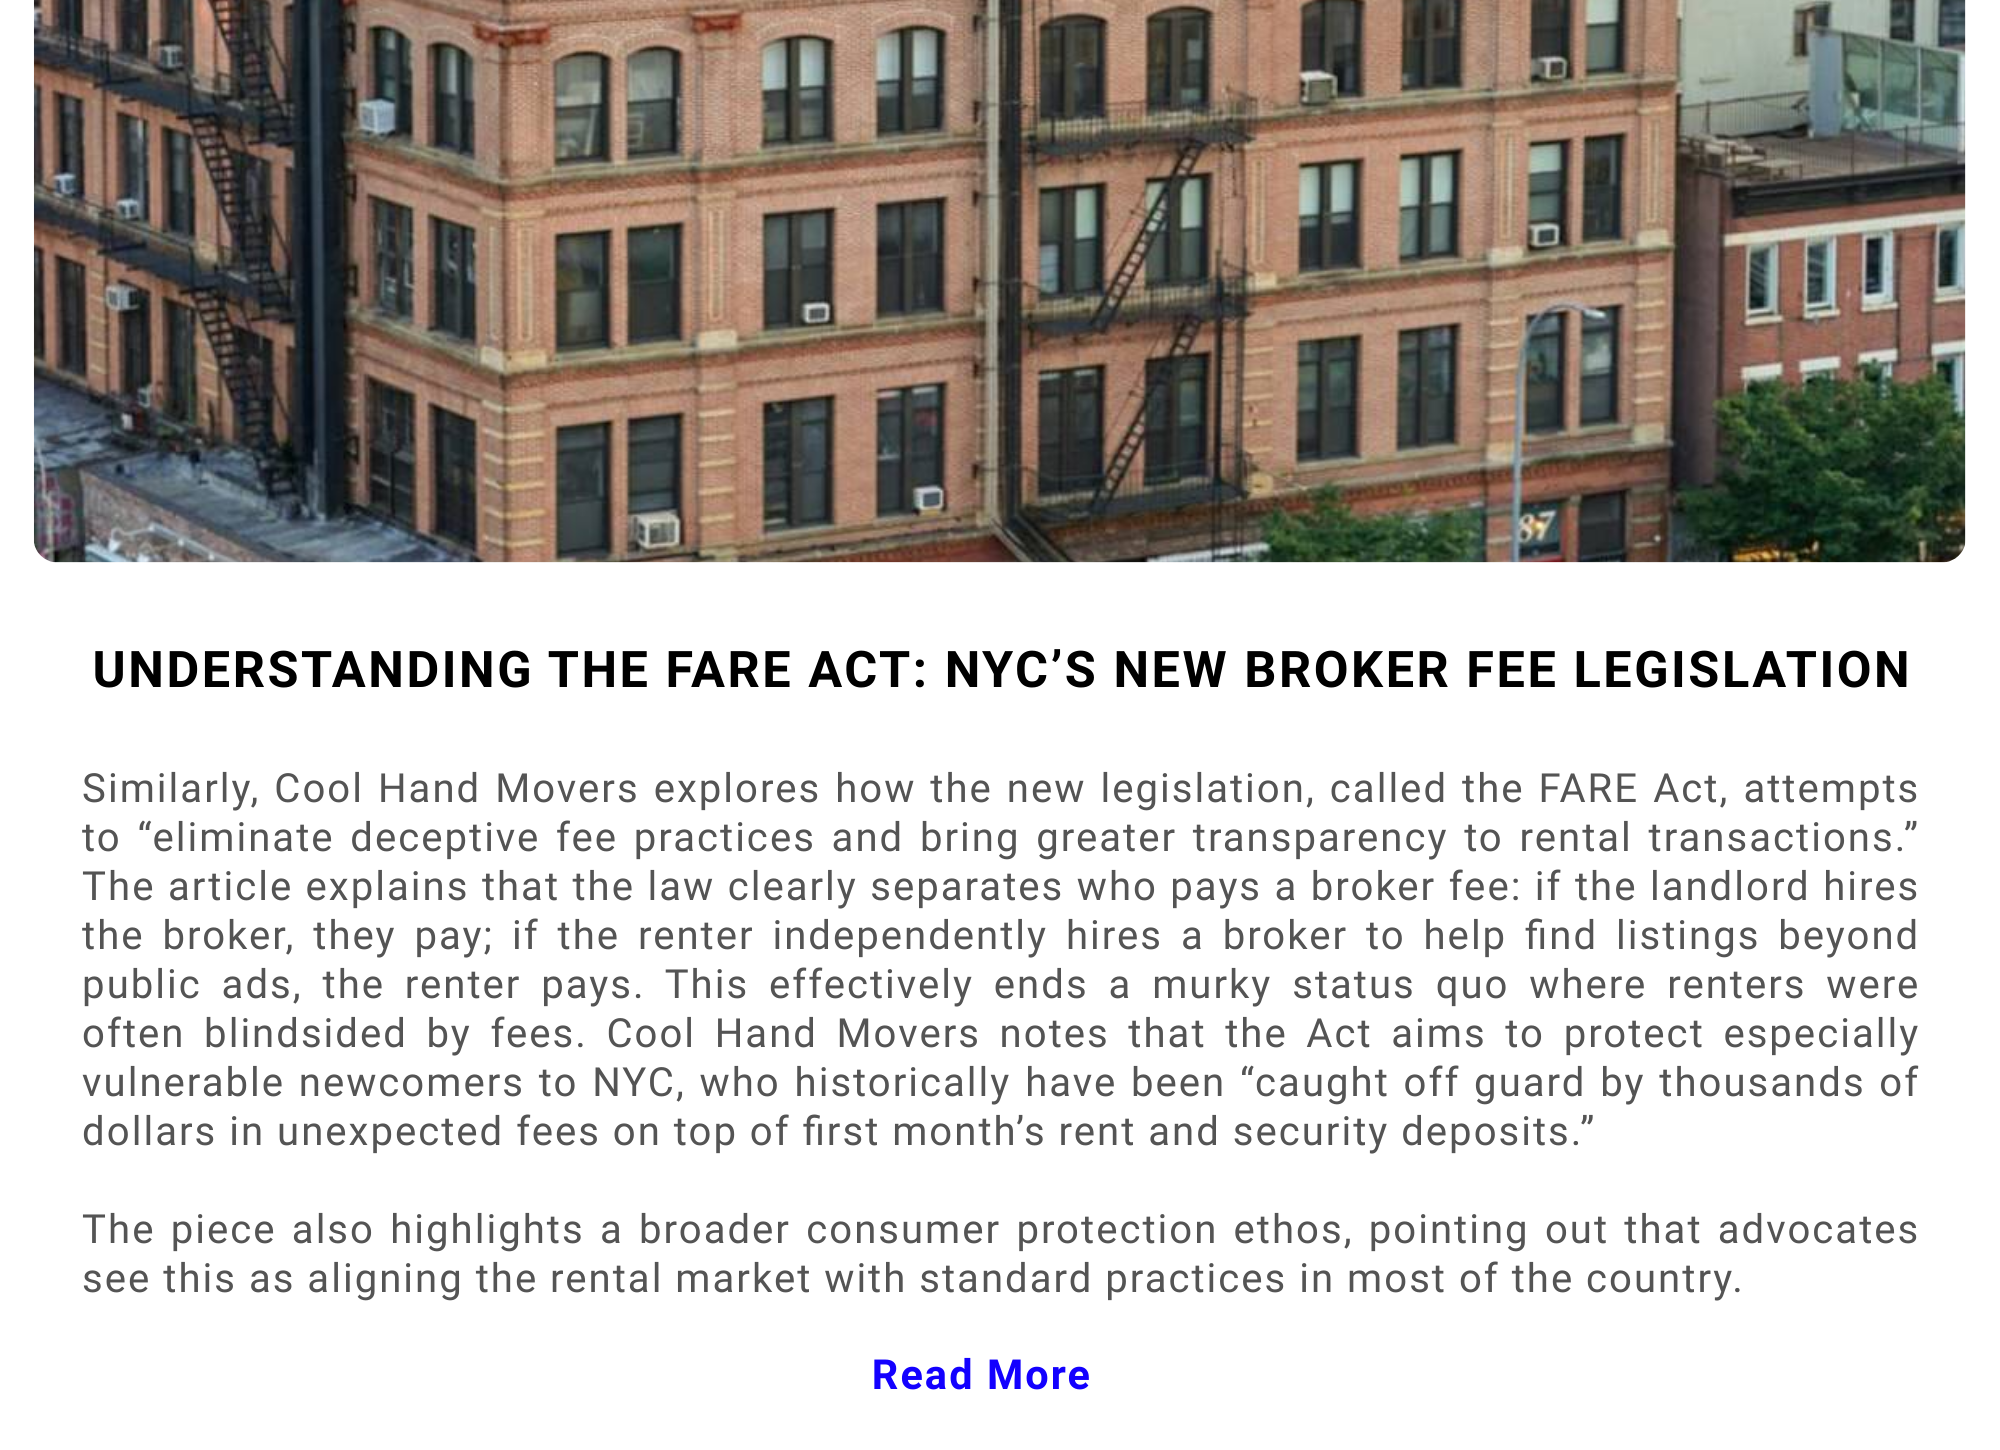 87
UNDERSTANDING THE FARE ACT: NYC’S NEW BROKER FEE LEGISLATION
Similarly, Cool Hand Movers explores how the new legislation, called the FARE Act, attempts
to “eliminate deceptive fee practices and bring greater transparency to rental transactions.”
The article explains that the law clearly separates who pays a broker fee: if the landlord hires
the broker, they pay; if the renter independently hires a broker to help find listings beyond
public ads, the renter pays. This effectively ends a murky status quo where renters were
often blindsided by fees. Cool Hand Movers notes that the Act aims to protect especially
vulnerable newcomers to NYC, who historically have been “caught off guard by thousands of
dollars in unexpected fees on top of first month’s rent and security deposits.”
The piece also highlights a broader consumer protection ethos, pointing out that advocates
see this as aligning the rental market with standard practices in most of the country.
Read More